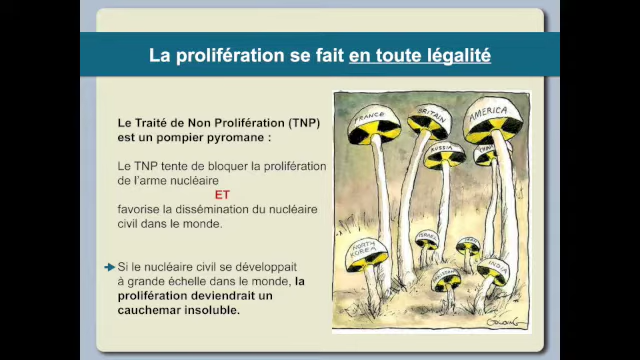 La prolifération se fait en toute légalité
Le Traité de Non Prolifération (TNP)
est un pompier pyromane :
Le TNP tente de bloquer la prolifération
de l'arme nucléaire
ET
favorise la dissémination du nucléaire
civil dans le monde.
Si le nucléaire civil se développait
à grande échelle dans le monde, la
prolifération deviendrait un
cauchemar insoluble.
FRANCE
BRITAIN
AMERICA
RUSSIA
CHINA
ISRAEL
NORTH
KOREA
PAKISTAN
INDIA